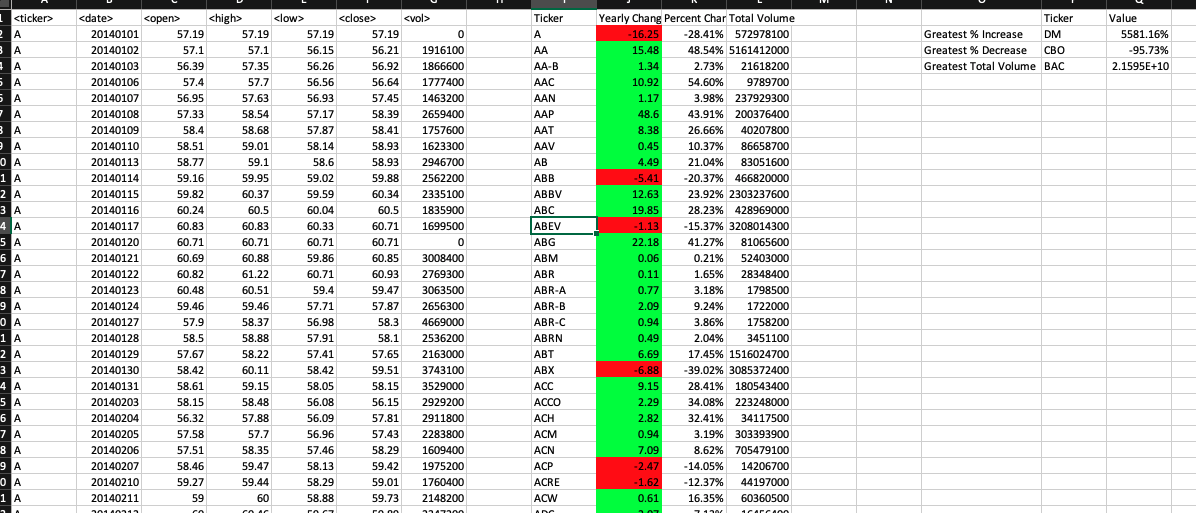 <ticker> <date> <open> <high> <low> <close> <vol> Ticker Yearly Chang Percent Char Total Volume Ticker Value
A 20140101 57.19 57.19 57.19 57.19 0 A -16.25 -28.41% 572978100 Greatest % Increase DM 5581.16%
A 20140102 57.1 57.1 56.15 56.21 1916100 AA 15.48 48.54% 5161412000 Greatest % Decrease CBO -95.73%
A 20140103 56.39 57.35 56.26 56.92 1866600 AA-B 1.34 2.73% 21618200 Greatest Total Volume BAC 2.1595E+10
A 20140106 57.4 57.7 56.56 56.64 1777400 AAC 10.92 54.60% 9789700
A 20140107 56.95 57.63 56.93 57.45 1463200 AAN 1.17 3.98% 237929300
A 20140108 57.33 58.54 57.17 58.39 2659400 AAP 48.6 43.91% 200376400
A 20140109 58.4 58.68 57.87 58.41 1757600 AAT 8.38 26.66% 40207800
A 20140110 58.51 59.01 58.14 58.93 1623300 AAV 0.45 10.37% 86658700
A 20140113 58.77 59.1 58.6 58.93 2946700 AB 4.49 21.04% 83051600
A 20140114 59.16 59.95 59.02 59.88 2562200 ABB -5.41 -20.37% 466820000
A 20140115 59.82 60.37 59.59 60.34 2335100 ABBV 12.63 23.92% 2303237600
A 20140116 60.24 60.5 60.04 60.5 1835900 ABC 19.85 28.23% 428969000
A 20140117 60.83 60.83 60.33 60.71 1699500 ABEV -1.13 -15.37% 3208014300
A 20140120 60.71 60.71 60.71 60.71 0 ABG 22.18 41.27% 81065600
A 20140121 60.69 60.88 59.86 60.85 3008400 ABM 0.06 0.21% 52403000
A 20140122 60.82 61.22 60.71 60.93 2769300 ABR 0.11 1.65% 28348400
A 20140123 60.48 60.51 59.4 59.47 3063500 ABR-A 0.77 3.18% 1798500
A 20140124 59.46 59.46 57.71 57.87 2656300 ABR-B 2.09 9.24% 1722000
A 20140127 57.9 58.37 56.98 58.3 4669000 ABR-C 0.94 3.86% 1758200
A 20140128 58.5 58.88 57.91 58.1 2536200 ABRN 0.49 2.04% 3451100
A 20140129 57.67 58.22 57.41 57.65 2163000 ABT 6.69 17.45% 1516024700
A 20140130 58.42 60.11 58.42 59.51 3743100 ABX -6.88 -39.02% 3085372400
A 20140131 58.61 59.15 58.05 58.15 3529000 ACC 9.15 28.41% 180543400
A 20140203 58.15 58.48 56.08 56.15 2929200 ACCO 2.29 34.08% 223248000
A 20140204 56.32 57.88 56.09 57.81 2911800 ACH 2.82 32.41% 34117500
A 20140205 57.58 57.7 56.96 57.43 2283800 ACM 0.94 3.19% 303393900
A 20140206 57.51 58.35 57.46 58.29 1609400 ACN 7.09 8.62% 705479100
A 20140207 58.46 59.47 58.13 59.42 1975200 ACP -2.47 -14.05% 14206700
A 20140210 59.27 59.44 58.29 59.01 1760400 ACRE -1.62 -12.37% 44197000
A 20140211 59 60 58.88 59.73 2148200 ACW 0.61 16.35% 60360500